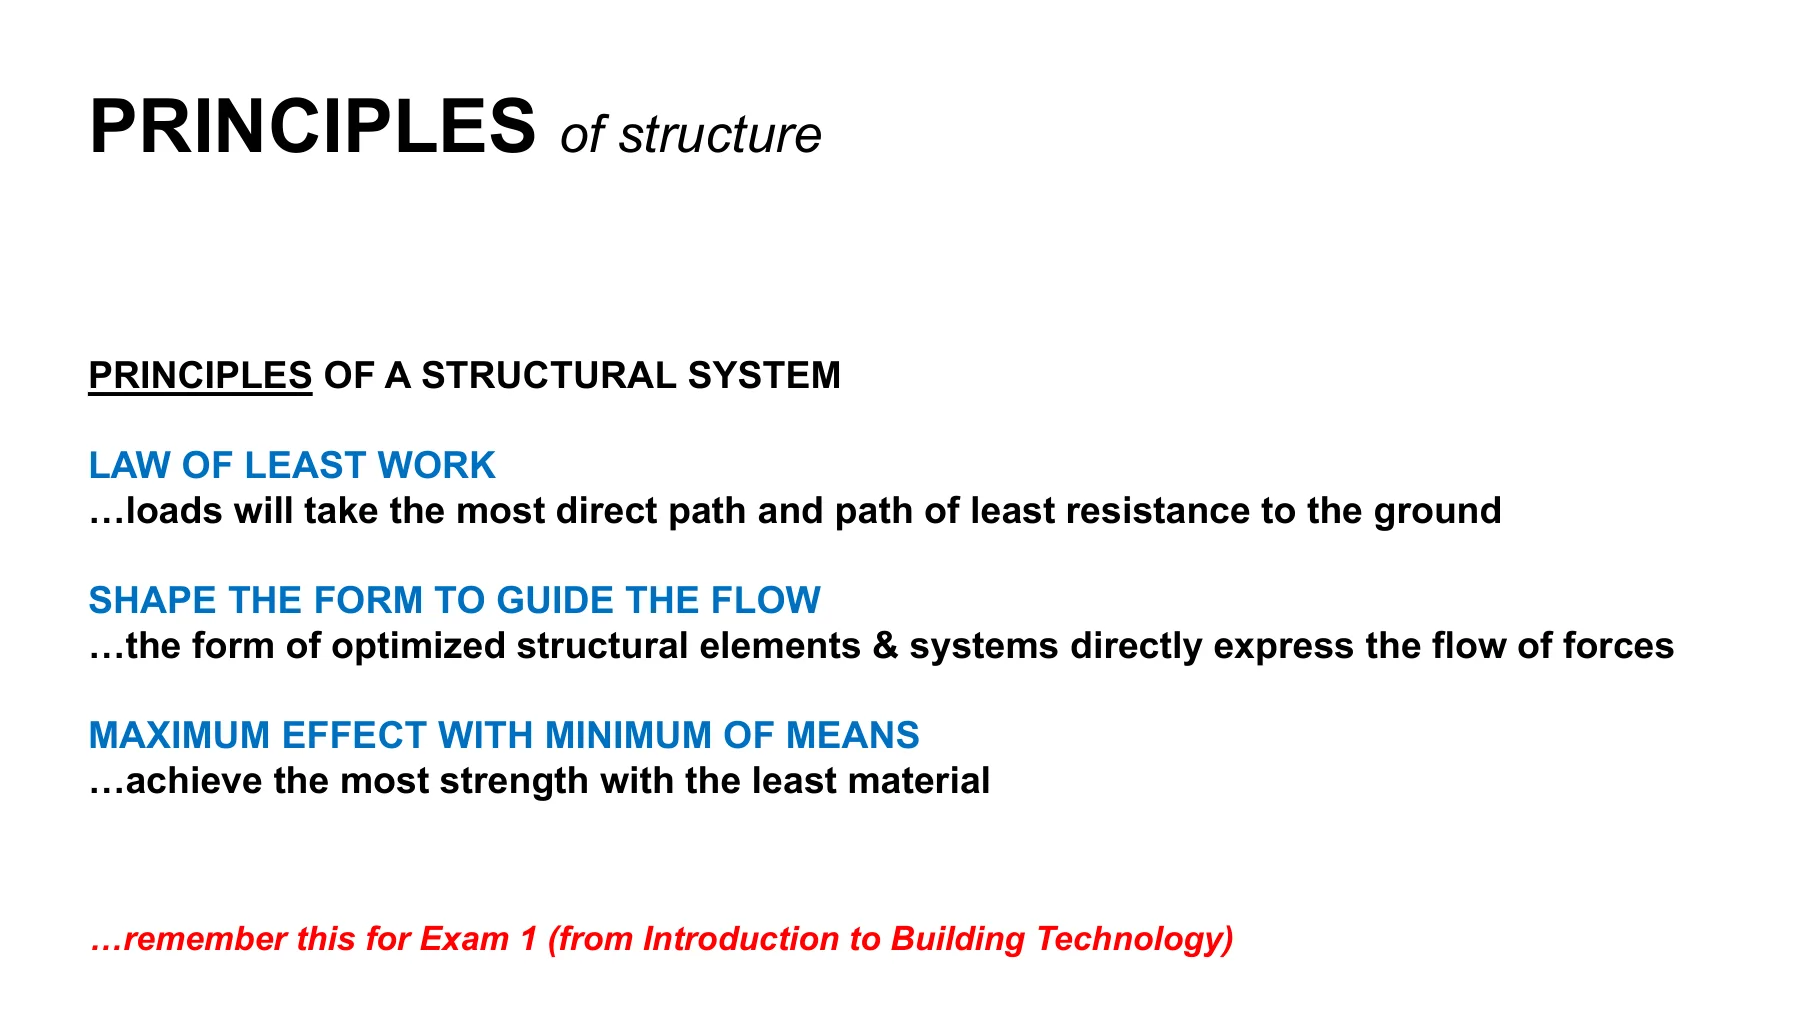 PRINCIPLES of structure
PRINCIPLES OF A STRUCTURAL SYSTEM
LAW OF LEAST WORK
…loads will take the most direct path and path of least resistance to the ground
SHAPE THE FORM TO GUIDE THE FLOW
…the form of optimized structural elements & systems directly express the flow of forces
MAXIMUM EFFECT WITH MINIMUM OF MEANS
…achieve the most strength with the least material
…remember this for Exam 1 (from Introduction to Building Technology)